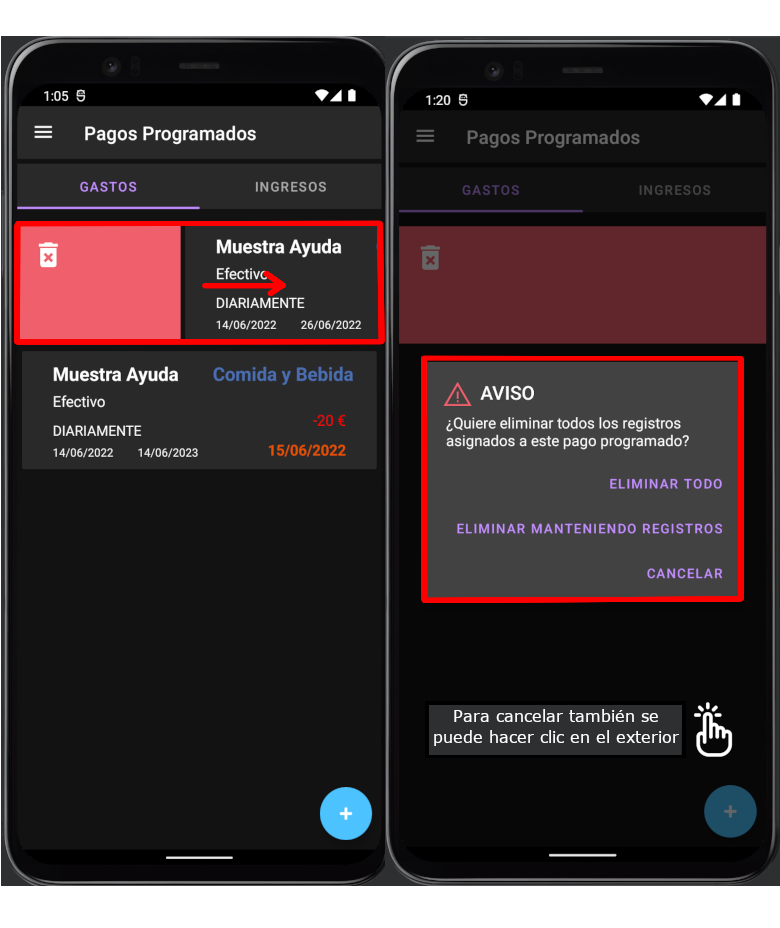 1:05
Pagos Programados
GASTOS INGRESOS
Muestra Ayuda
Efectivo
DIARIAMENTE
14/06/2022 26/06/2022
Muestra Ayuda Comida y Bebida
Efectivo
-20 €
DIARIAMENTE
14/06/2022 14/06/2023 15/06/2022
+
1:20
Pagos Programados
GASTOS INGRESOS
AVISO
¿Quiere eliminar todos los registros
asignados a este pago programado?
ELIMINAR TODO
ELIMINAR MANTENIENDO REGISTROS
CANCELAR
Para cancelar también se
puede hacer clic en el exterior
+